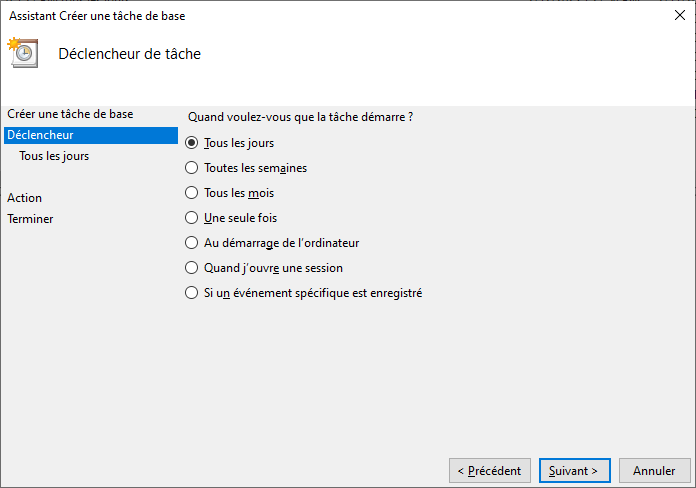 Assistant Créer une tâche de base
Déclencheur de tâche
Créer une tâche de base
Déclencheur
Tous les jours
Action
Terminer
Quand voulez-vous que la tâche démarre ?
Tous les jours
Toutes les semaines
Tous les mois
Une seule fois
Au démarrage de l'ordinateur
Quand j'ouvre une session
Si un événement spécifique est enregistré
< Précédent
Suivant >
Annuler